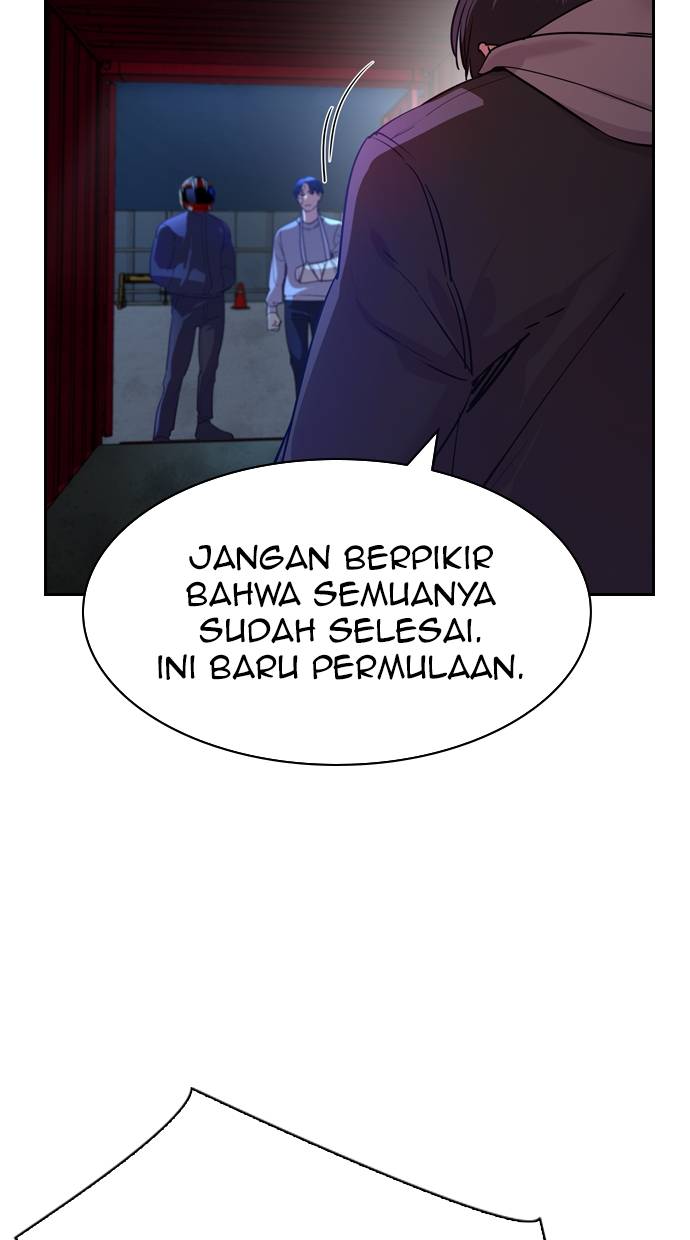 JANGAN BERPIKIR
BAHWA SEMUANYA
SUDAH SELESAI.
INI BARU PERMULAAN.